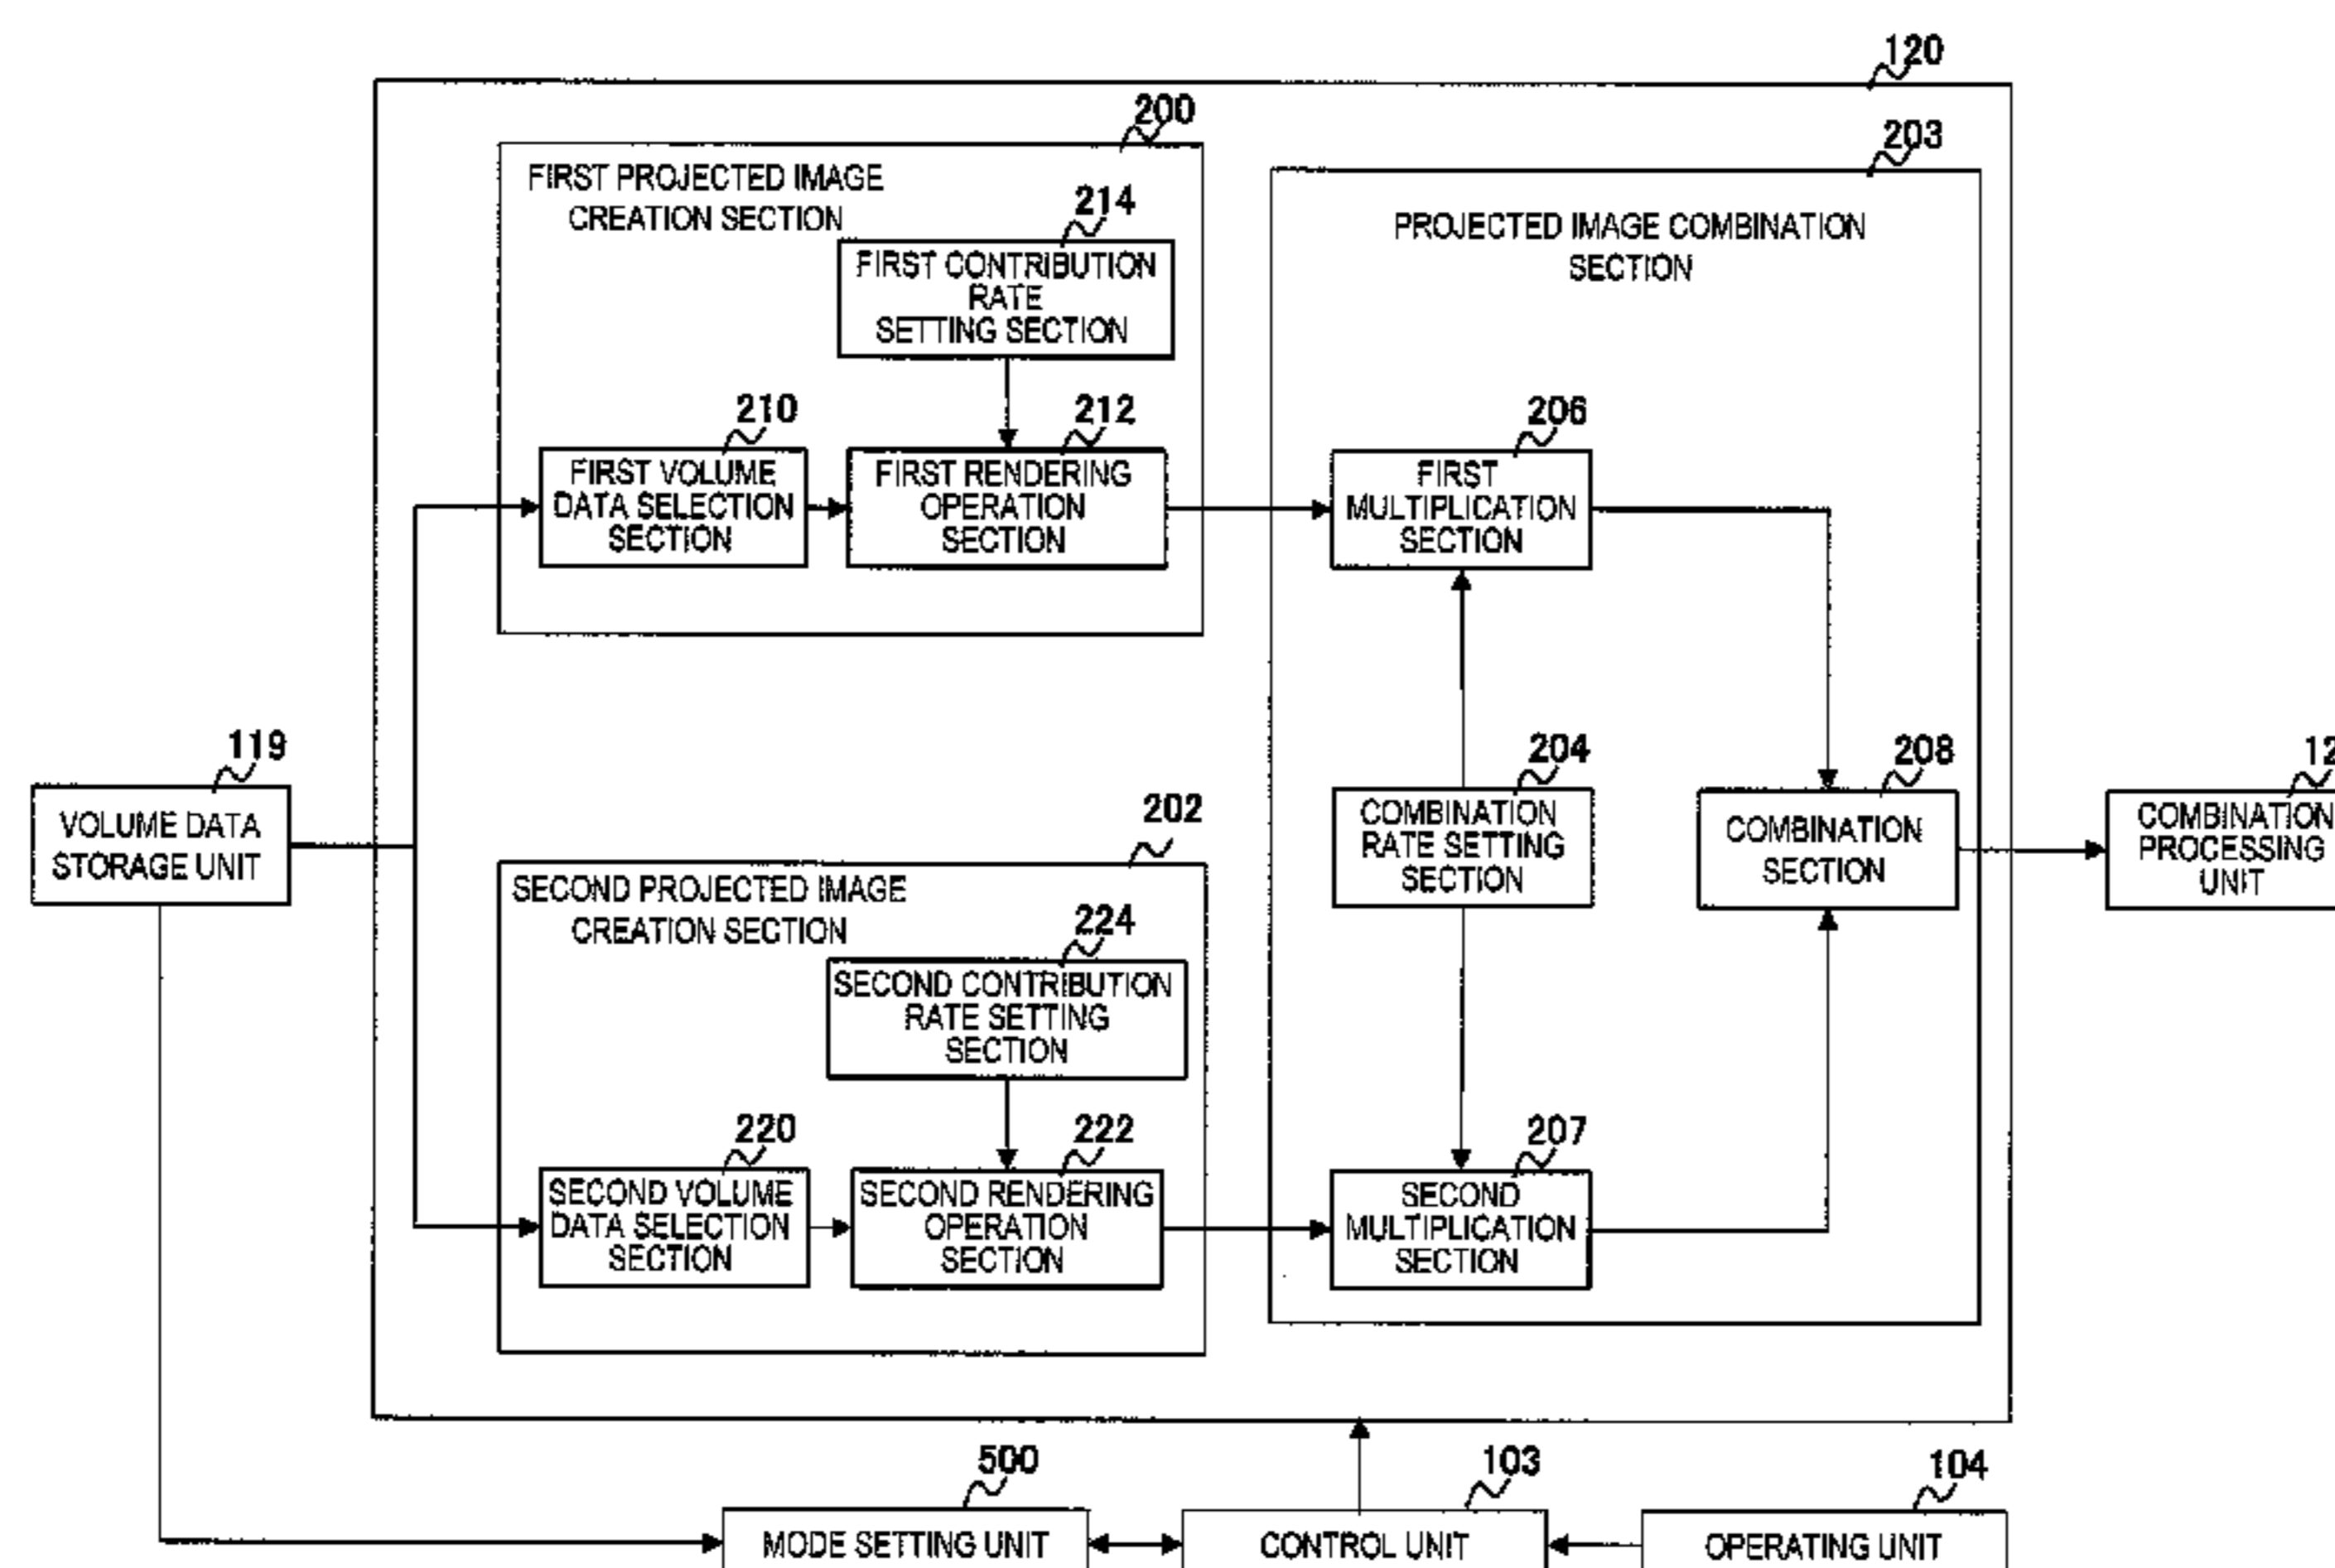 120
200
203
FIRST PROJECTED IMAGE
CREATION SECTION
214
PROJECTED IMAGE COMBINATION
SECTION
FIRST CONTRIBUTION
RATE
SETTING SECTION
210
212
206
FIRST VOLUME
DATA SELECTION
SECTION
FIRST RENDERING
OPERATION
SECTION
FIRST
MULTIPLICATION
SECTION
119
204
208
12
VOLUME DATA
STORAGE UNIT
202
COMBINATION
RATE SETTING
SECTION
COMBINATION
SECTION
COMBINATION
PROCESSING
UNIT
SECOND PROJECTED IMAGE
CREATION SECTION
224
SECOND CONTRIBUTION
RATE SETTING
SECTION
220
222
207
SECOND VOLUME
DATA SELECTION
SECTION
SECOND RENDERING
OPERATION
SECTION
SECOND
MULTIPLICATION
SECTION
500
103
104
MODE SETTING UNIT
CONTROL UNIT
OPERATING UNIT